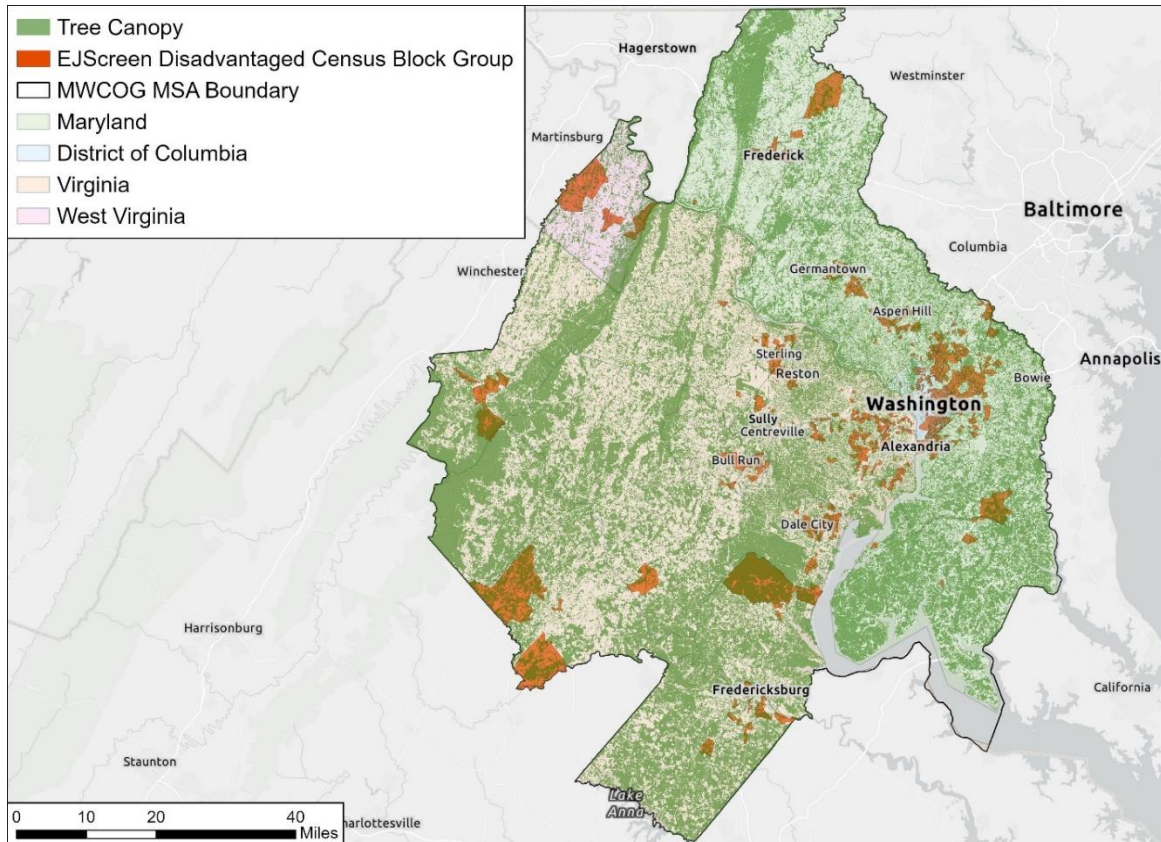 Tree Canopy
EJScreen Disadvantaged Census Block Group
MWCOG MSA Boundary
Maryland
District of Columbia
Virginia
West Virginia
Hagerstown
Westminster
Martinsburg
Frederick
Baltimore
Columbia
Winchester
Germantown
Aspen Hill
Annapolis
Sterling
Reston
Bowie
Washington
Sully
Centreville
Alexandria
Bull Run
Dale City
Harrisonburg
Fredericksburg
California
Staunton
Lake
Anna
harlottesville
0 10 20 40
Miles